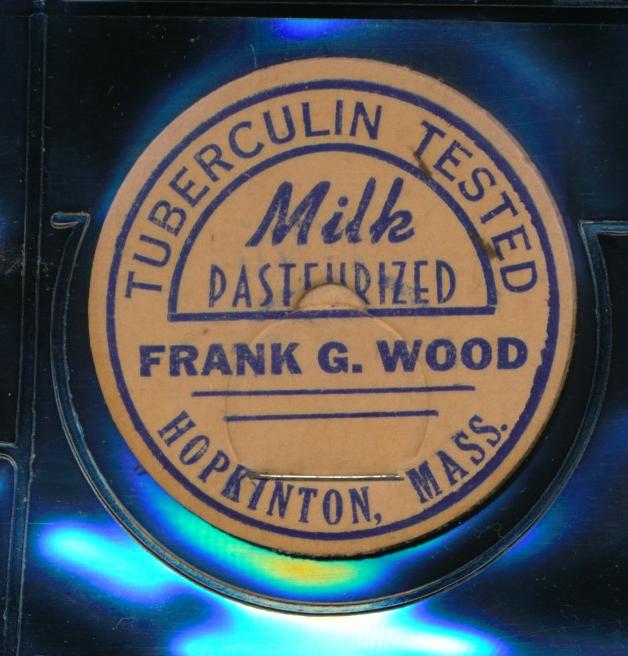 TUBERCULIN TESTED
Milk
PASTEURIZED
FRANK G. WOOD
HOPKINTON, MASS.